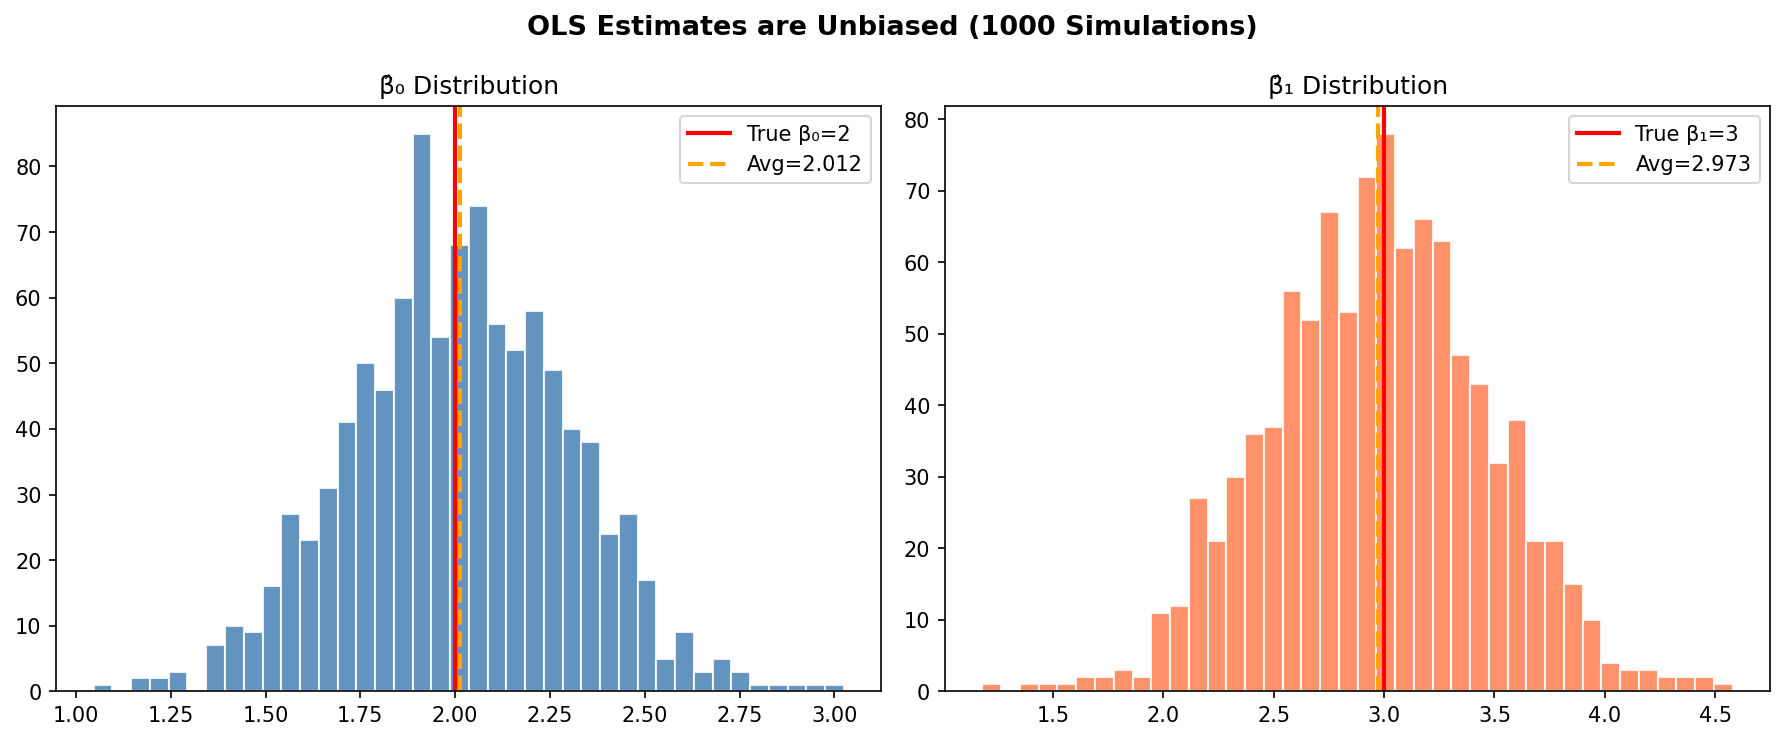 OLS Estimates are Unbiased (1000 Simulations)
β̂₀ Distribution
True β₀=2
Avg=2.012
80
70
60
50
40
30
20
10
0
1.00 1.25 1.50 1.75 2.00 2.25 2.50 2.75 3.00
β̂₁ Distribution
True β₁=3
Avg=2.973
80
70
60
50
40
30
20
10
0
1.5 2.0 2.5 3.0 3.5 4.0 4.5